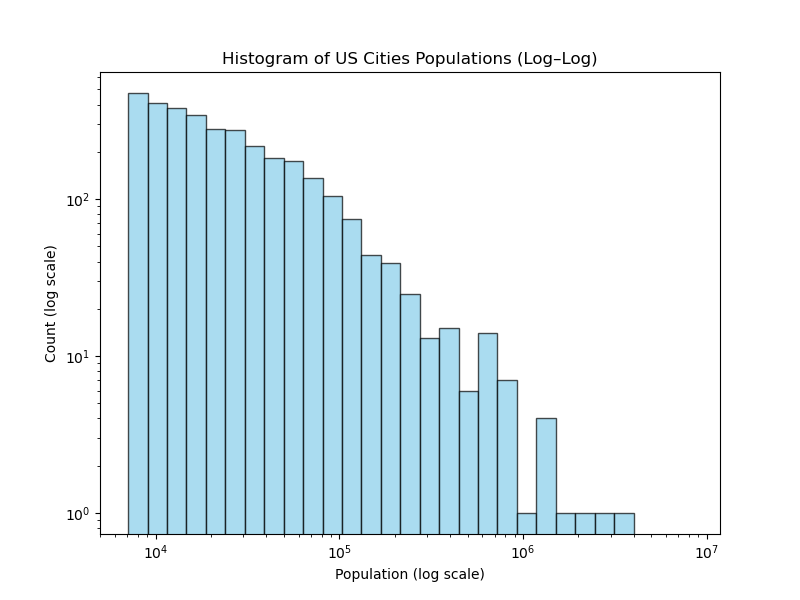 Histogram of US Cities Populations (Log–Log)
Count (log scale)
10²
10¹
10⁰
10⁴ 10⁵ 10⁶ 10⁷
Population (log scale)